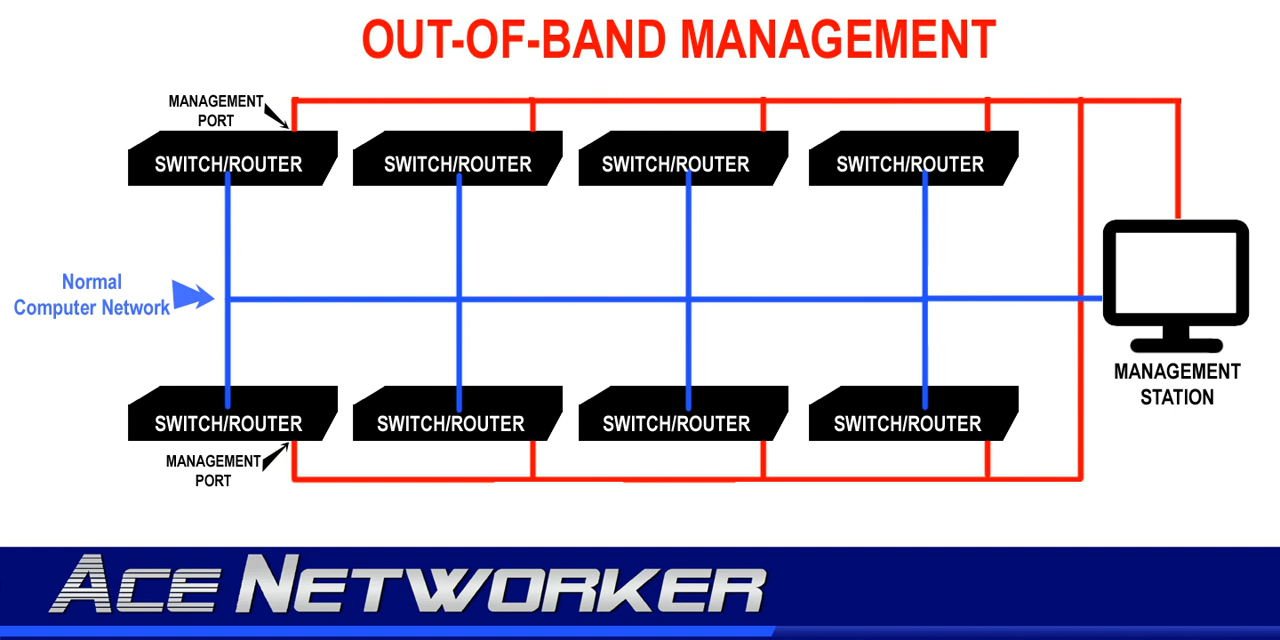 OUT-OF-BAND MANAGEMENT
MANAGEMENT
PORT
SWITCH/ROUTER
SWITCH/ROUTER
SWITCH/ROUTER
SWITCH/ROUTER
Normal
Computer Network
MANAGEMENT
STATION
SWITCH/ROUTER
SWITCH/ROUTER
SWITCH/ROUTER
SWITCH/ROUTER
MANAGEMENT
PORT
ACE NETWORKER